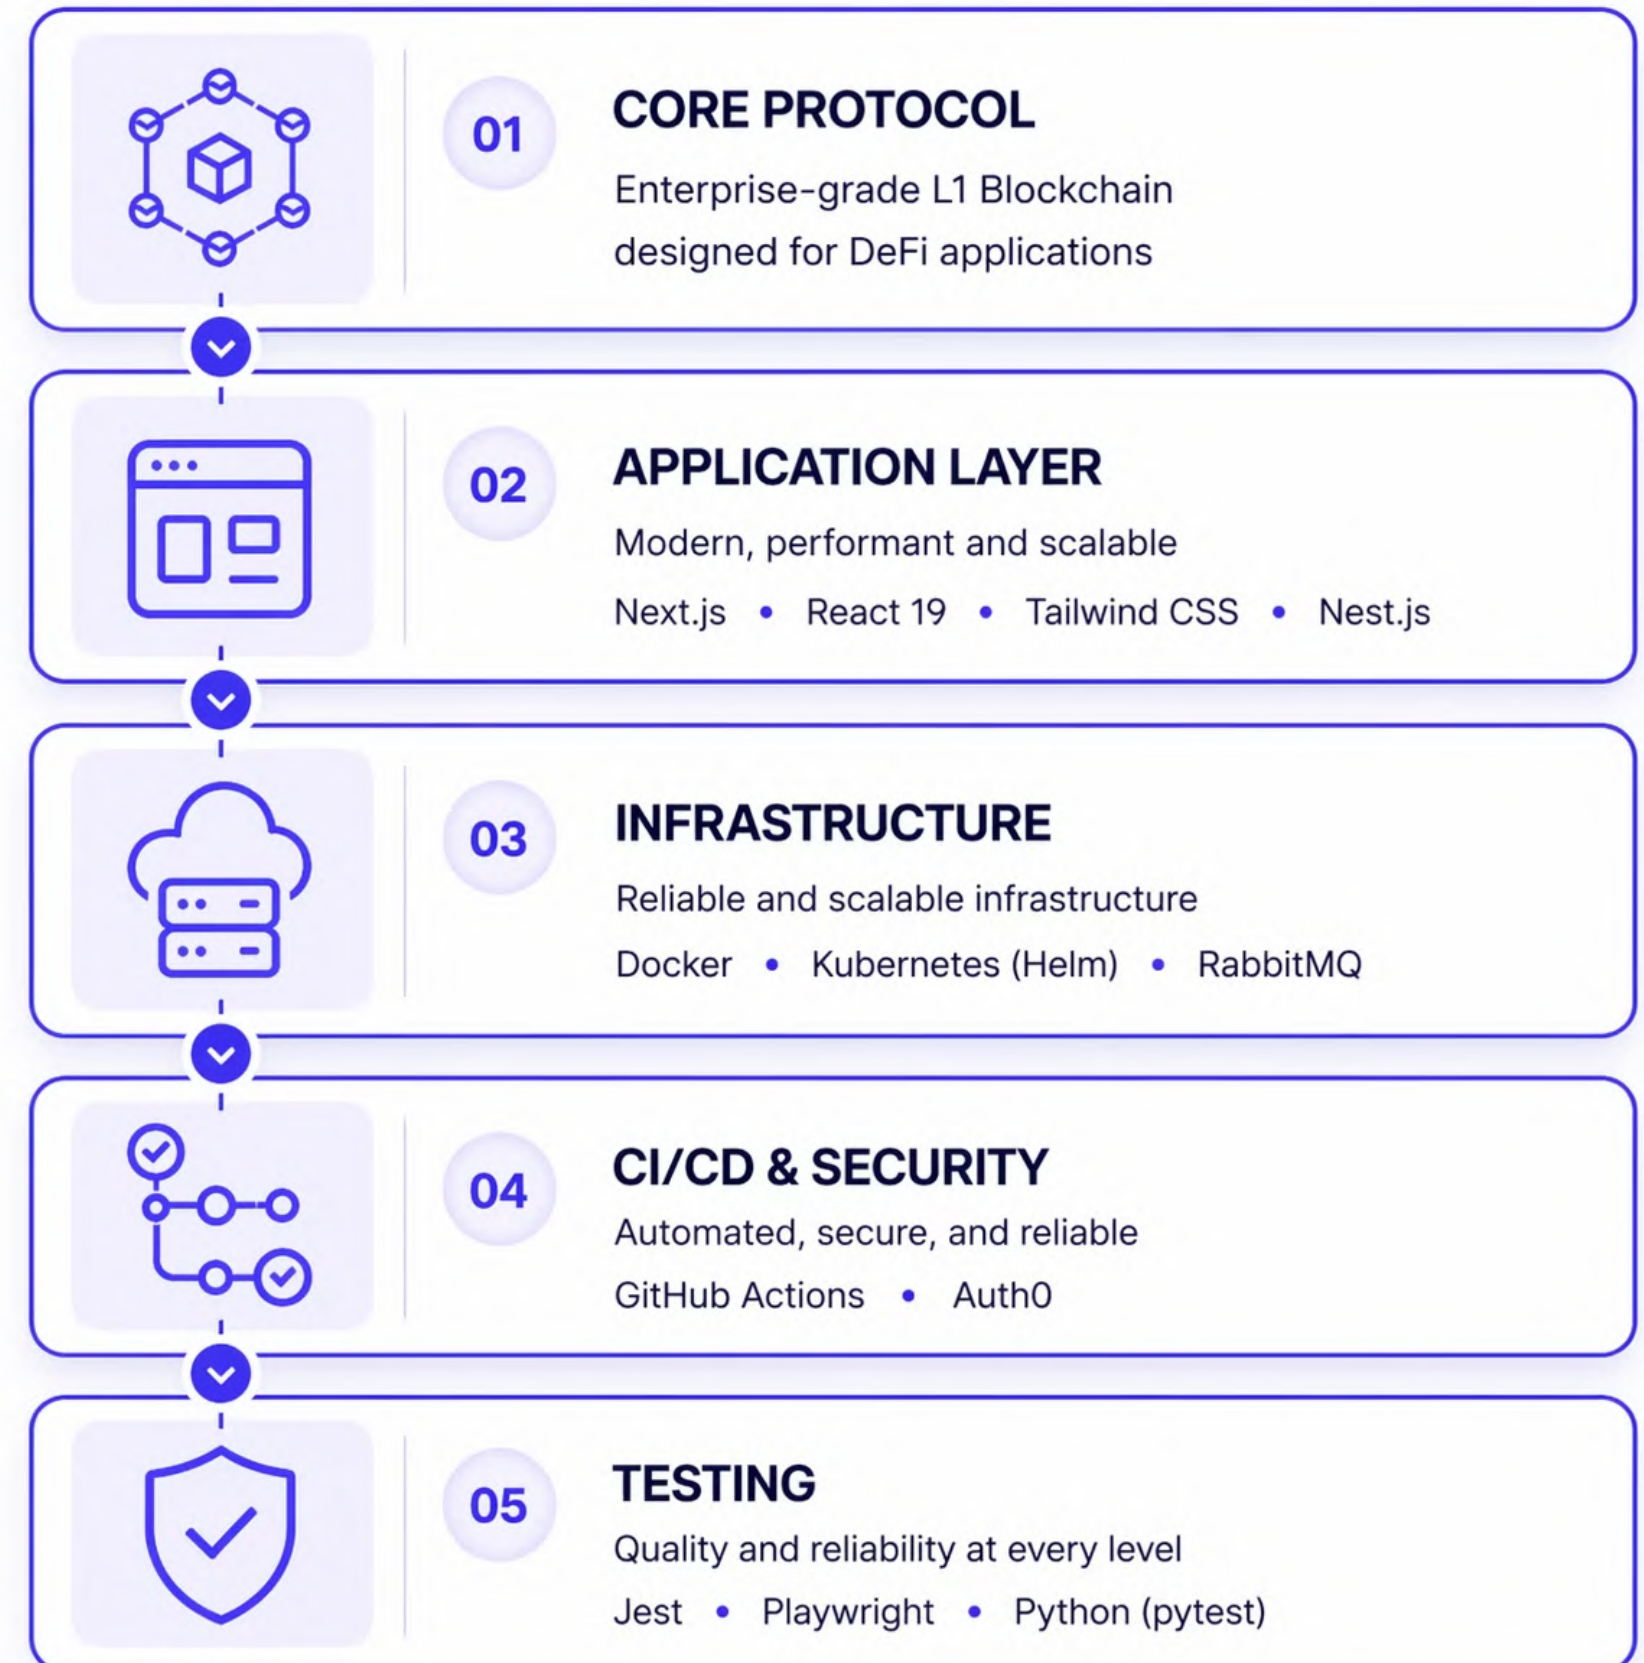 01
CORE PROTOCOL
Enterprise-grade L1 Blockchain
designed for DeFi applications
02
APPLICATION LAYER
Modern, performant and scalable
Next.js • React 19 • Tailwind CSS • Nest.js
03
INFRASTRUCTURE
Reliable and scalable infrastructure
Docker • Kubernetes (Helm) • RabbitMQ
04
CI/CD & SECURITY
Automated, secure, and reliable
GitHub Actions • Auth0
05
TESTING
Quality and reliability at every level
Jest • Playwright • Python (pytest)